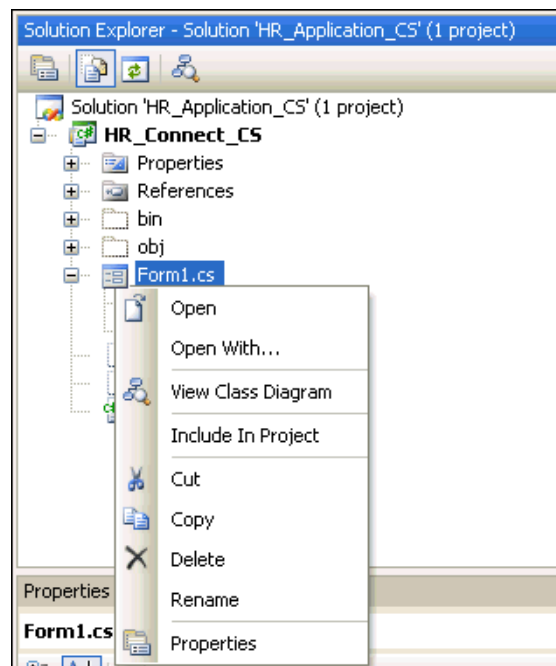 Solution Explorer - Solution 'HR_Application_CS' (1 project)
Solution 'HR_Application_CS' (1 project)
HR_Connect_CS
Properties
References
bin
obj
Form1.cs
Open
Open With...
View Class Diagram
Include In Project
Cut
Copy
Delete
Rename
Properties
Properties
Form1.cs